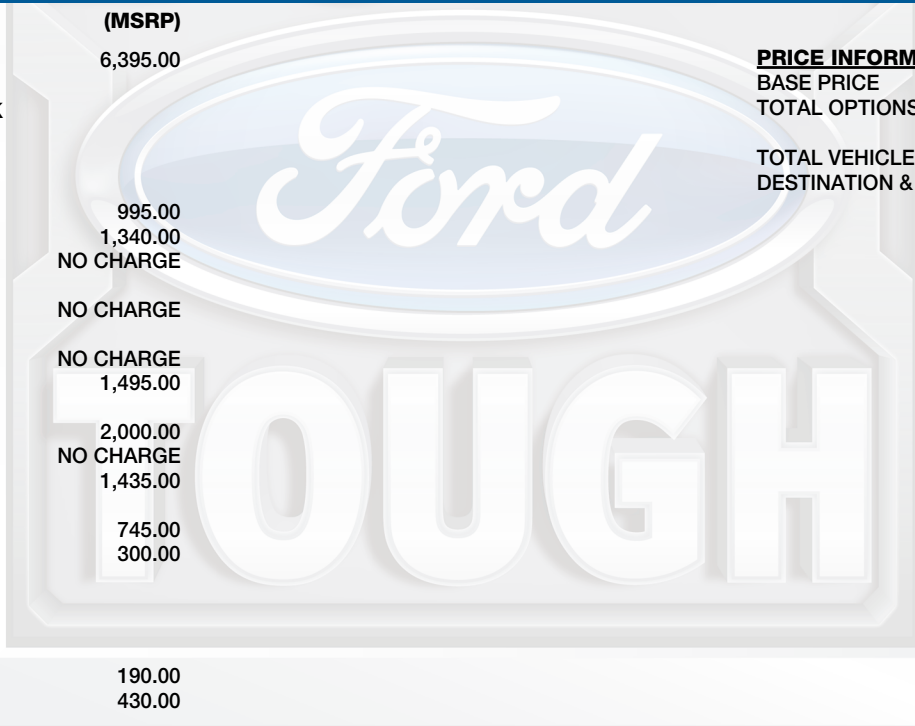 (MSRP)
6,395.00
995.00
1,340.00
NO CHARGE
NO CHARGE
NO CHARGE
1,495.00
2,000.00
NO CHARGE
1,435.00
745.00
300.00
190.00
430.00
PRICE INFORM
BASE PRICE
TOTAL OPTIONS
TOTAL VEHICLE
DESTINATION &
Ford
TOUGH